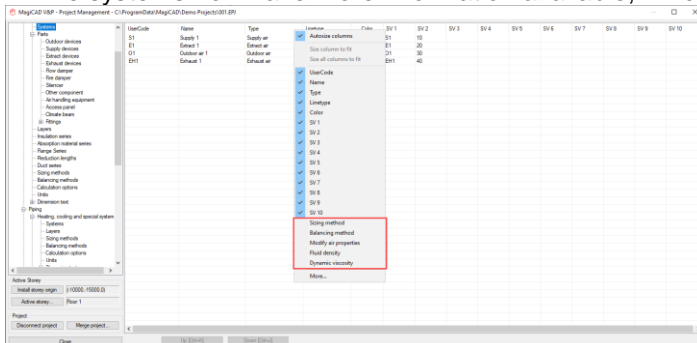 MagiCAD V&P - Project Management - C:\ProgramData\MagiCAD\Demo Projects\001.EPJ
Systems
Parts
Outdoor devices
Supply devices
Extract devices
Exhaust devices
Flow damper
Fire damper
Silencer
Other component
Air handling equipment
Access panel
Climate beam
Fittings
Layers
Insulation series
Absorption material series
Flange Series
Reduction lengths
Duct series
Sizing methods
Balancing methods
Calculation options
Units
Dimension text
Piping
Heating, cooling and special system
Systems
Layers
Sizing methods
Balancing methods
Calculation options
Units
Active Storey
Install storey origin (-10000,-15000,0)
Active storey... Floor 1
Project
Disconnect project Merge project...
Close
UserCode Name Type Linetype Color SV 1 SV 2 SV 3 SV 4 SV 5 SV 6 SV 7 SV 8 SV 9 SV 10
S1 Supply 1 Supply air S1 10
E1 Extract 1 Extract air E1 20
O1 Outdoor air 1 Outdoor air O1 30
EH1 Exhaust 1 Exhaust air EH1 40
Autosize columns
Size column to fit
Size all columns to fit
UserCode
Name
Type
Linetype
Color
SV 1
SV 2
SV 3
SV 4
SV 5
SV 6
SV 7
SV 8
SV 9
SV 10
Sizing method
Balancing method
Modify air properties
Fluid density
Dynamic viscosity
More...